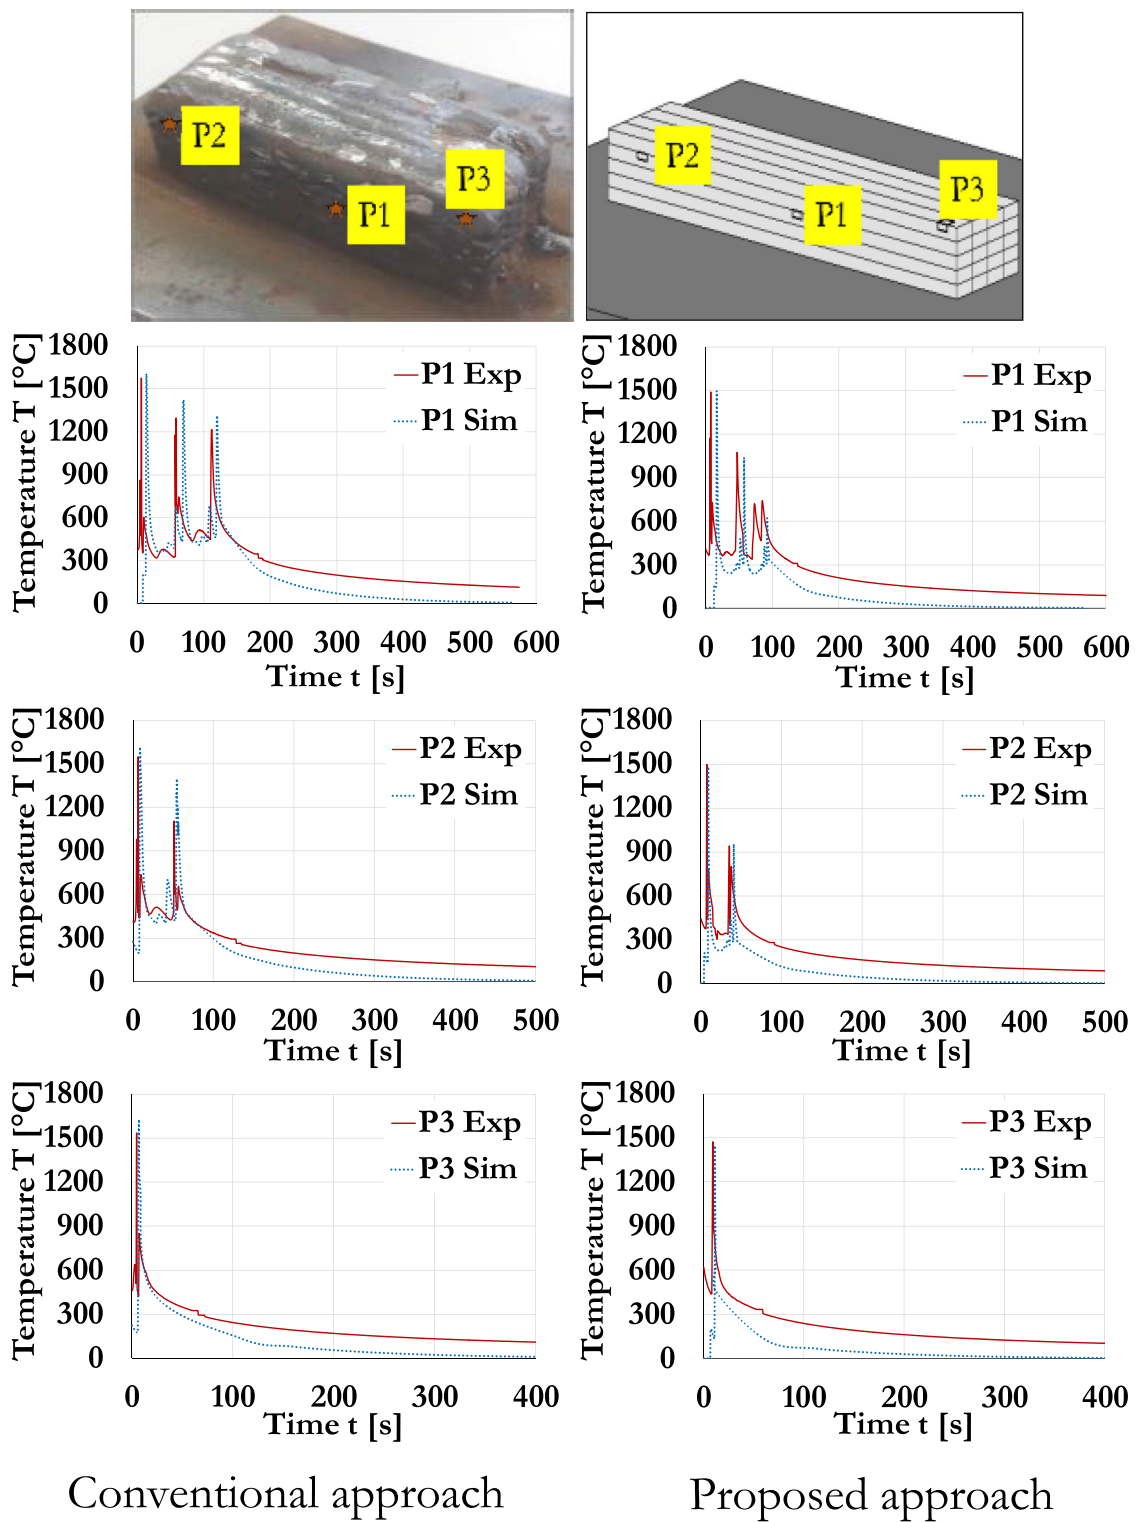 P2
P3
P1
P2
P3
P1
Temperature T [°C]
1800
1500
1200
900
600
300
0
P1 Exp
P1 Sim
0 100 200 300 400 500 600
Time t [s]
Temperature T [°C]
1800
1500
1200
900
600
300
0
P1 Exp
P1 Sim
0 100 200 300 400 500 600
Time t [s]
Temperature T [°C]
1800
1500
1200
900
600
300
0
P2 Exp
P2 Sim
0 100 200 300 400 500
Time t [s]
Temperature T [°C]
1800
1500
1200
900
600
300
0
P2 Exp
P2 Sim
0 100 200 300 400 500
Time t [s]
Temperature T [°C]
1800
1500
1200
900
600
300
0
P3 Exp
P3 Sim
0 100 200 300 400
Time t [s]
Temperature T [°C]
1800
1500
1200
900
600
300
0
P3 Exp
P3 Sim
0 100 200 300 400
Time t [s]
Conventional approach
Proposed approach